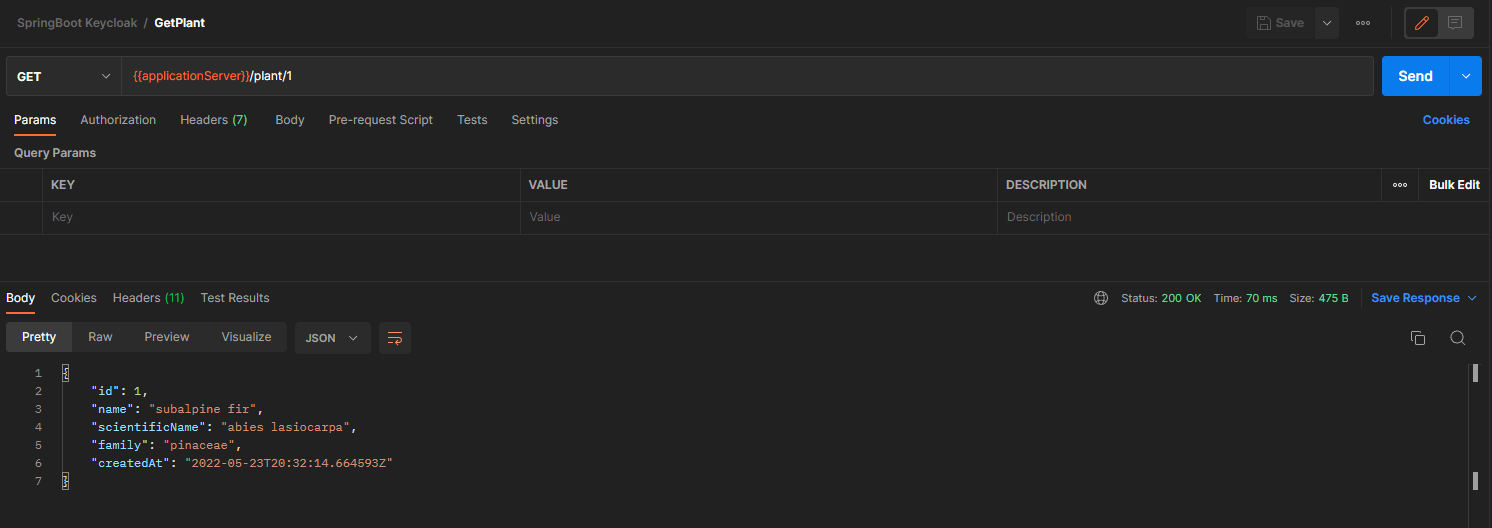 SpringBoot Keycloak / GetPlant
Save
GET
{{applicationServer}}/plant/1
Send
Params Authorization Headers (7) Body Pre-request Script Tests Settings Cookies
Query Params
KEY VALUE DESCRIPTION Bulk Edit
Key Value Description
Body Cookies Headers (11) Test Results Status: 200 OK Time: 70 ms Size: 475 B Save Response
Pretty Raw Preview Visualize JSON
1 {
2 "id": 1,
3 "name": "subalpine fir",
4 "scientificName": "abies lasiocarpa",
5 "family": "pinaceae",
6 "createdAt": "2022-05-23T20:32:14.664593Z"
7 }